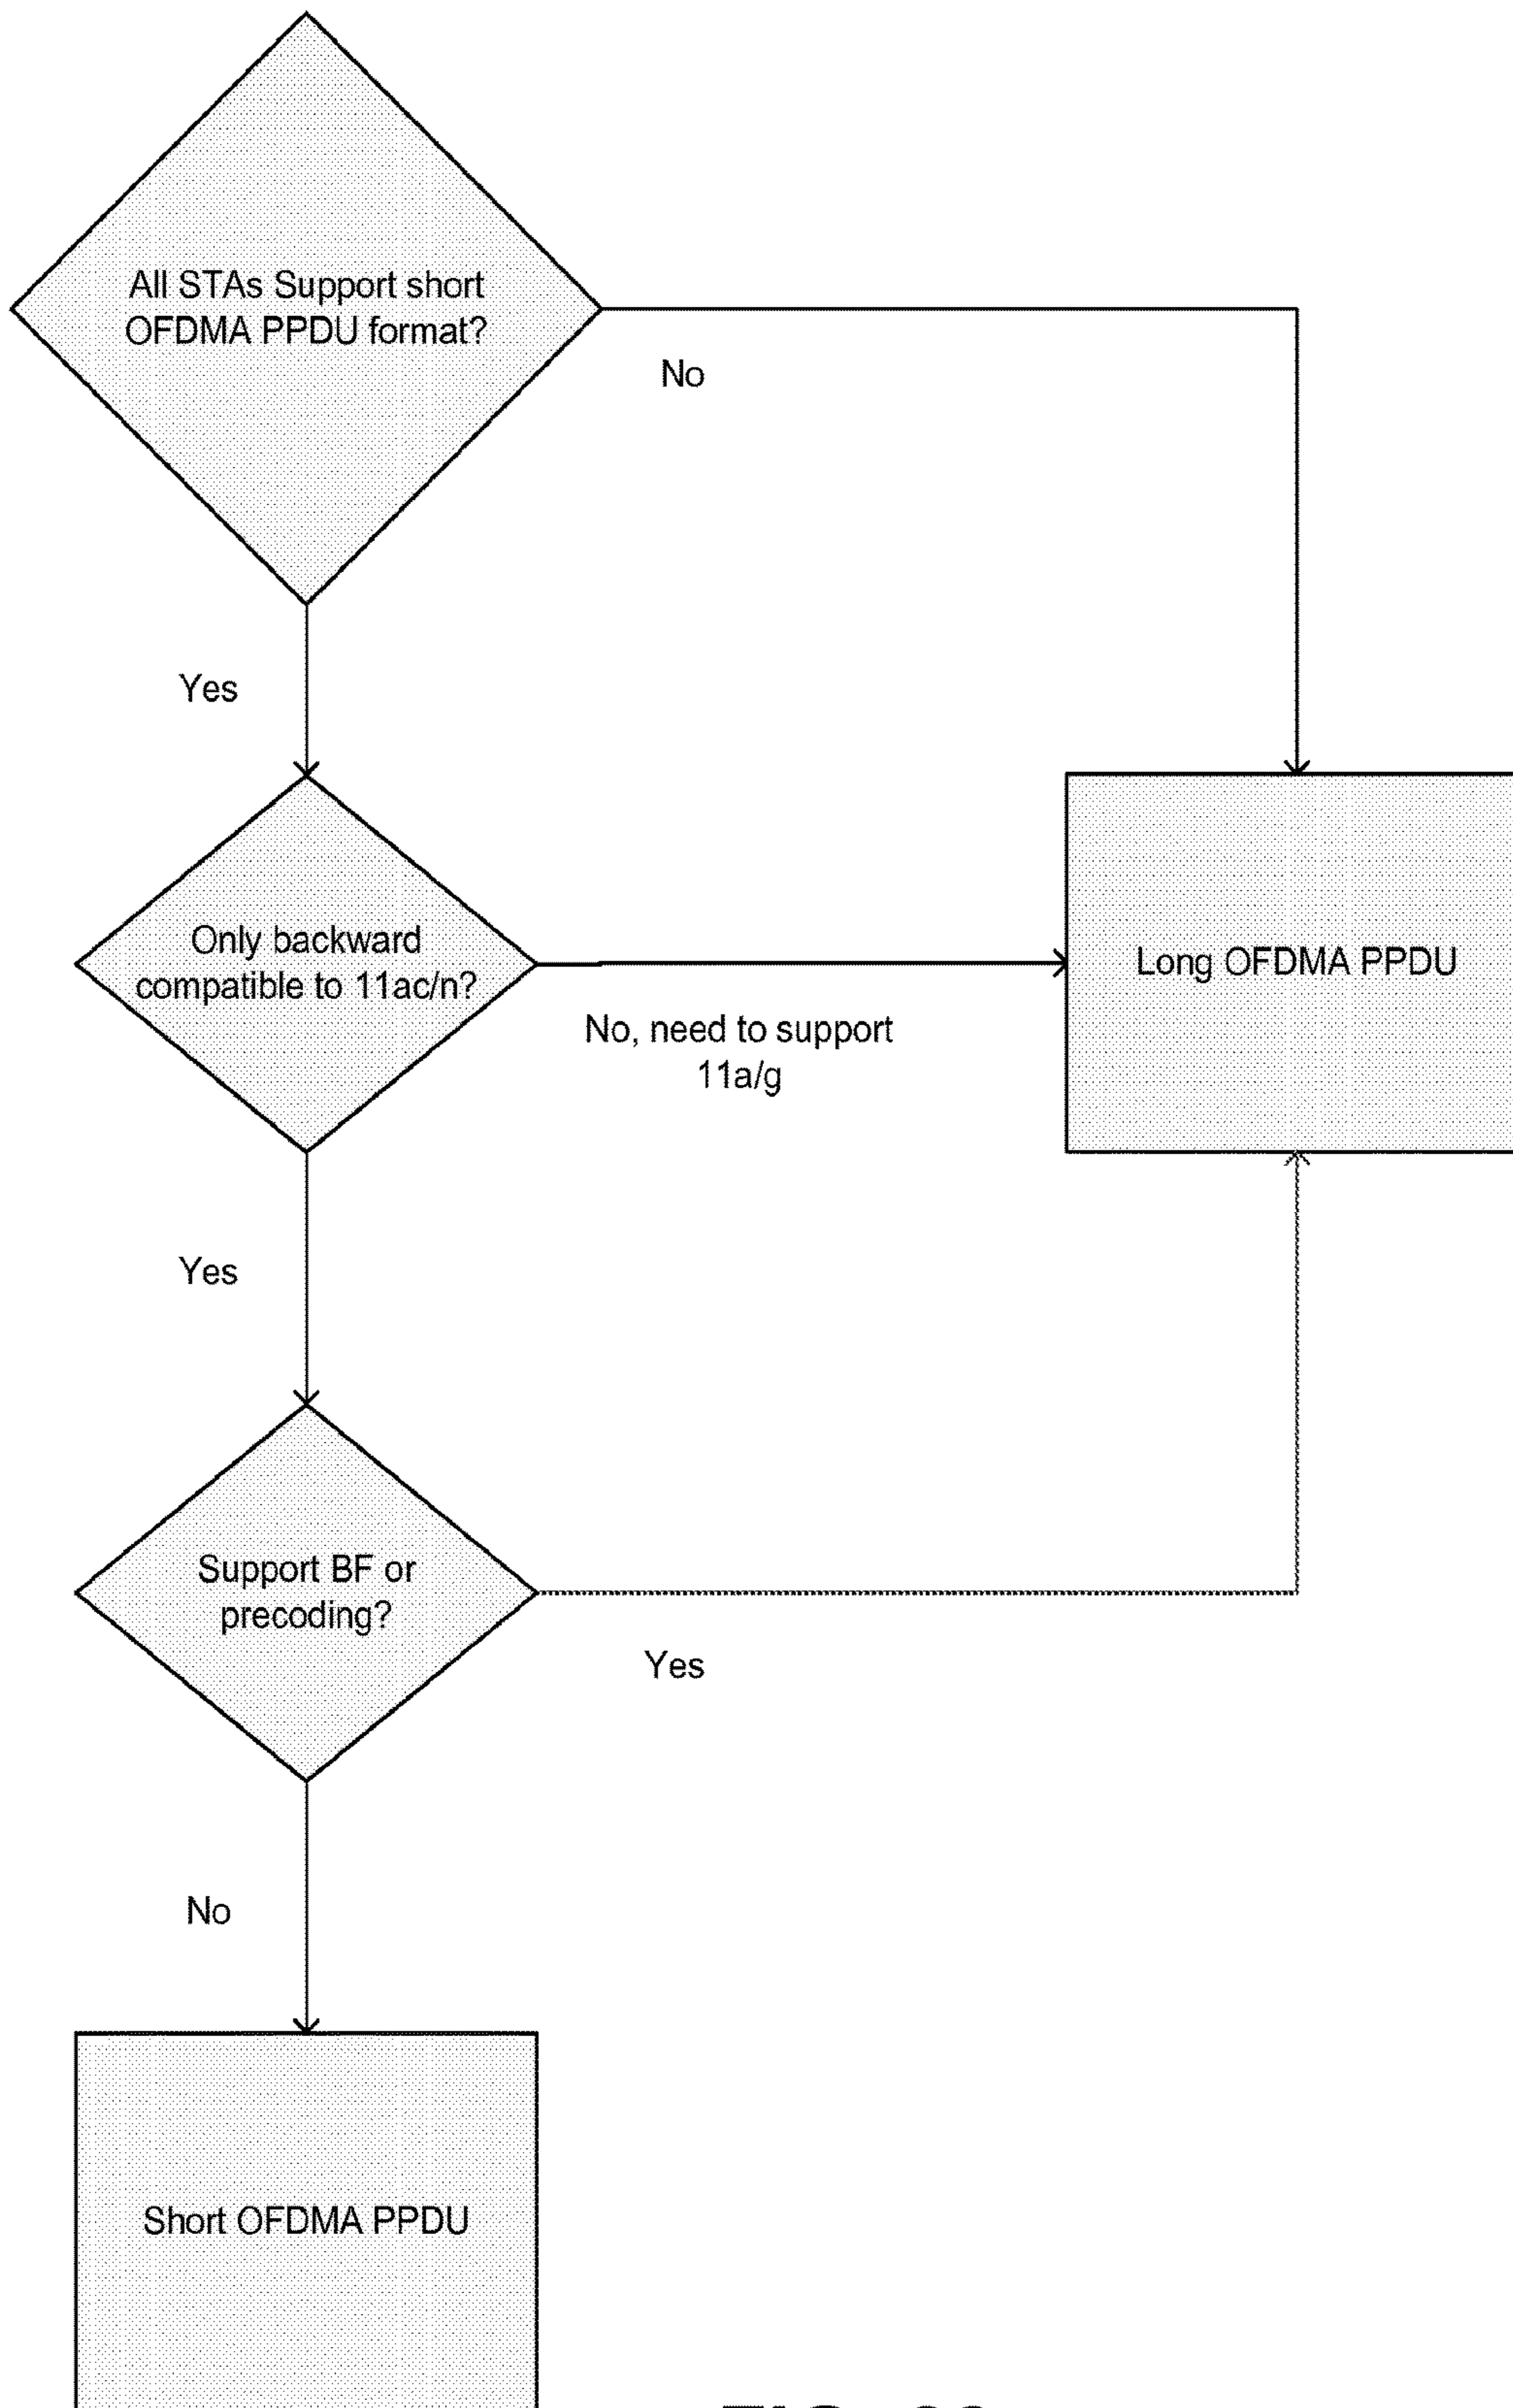 All STAs Support short
OFDMA PPDU format?
No
Yes
Only backward
compatible to 11ac/n?
Long OFDMA PPDU
No, need to support
11a/g
Yes
Support BF or
precoding?
Yes
No
Short OFDMA PPDU